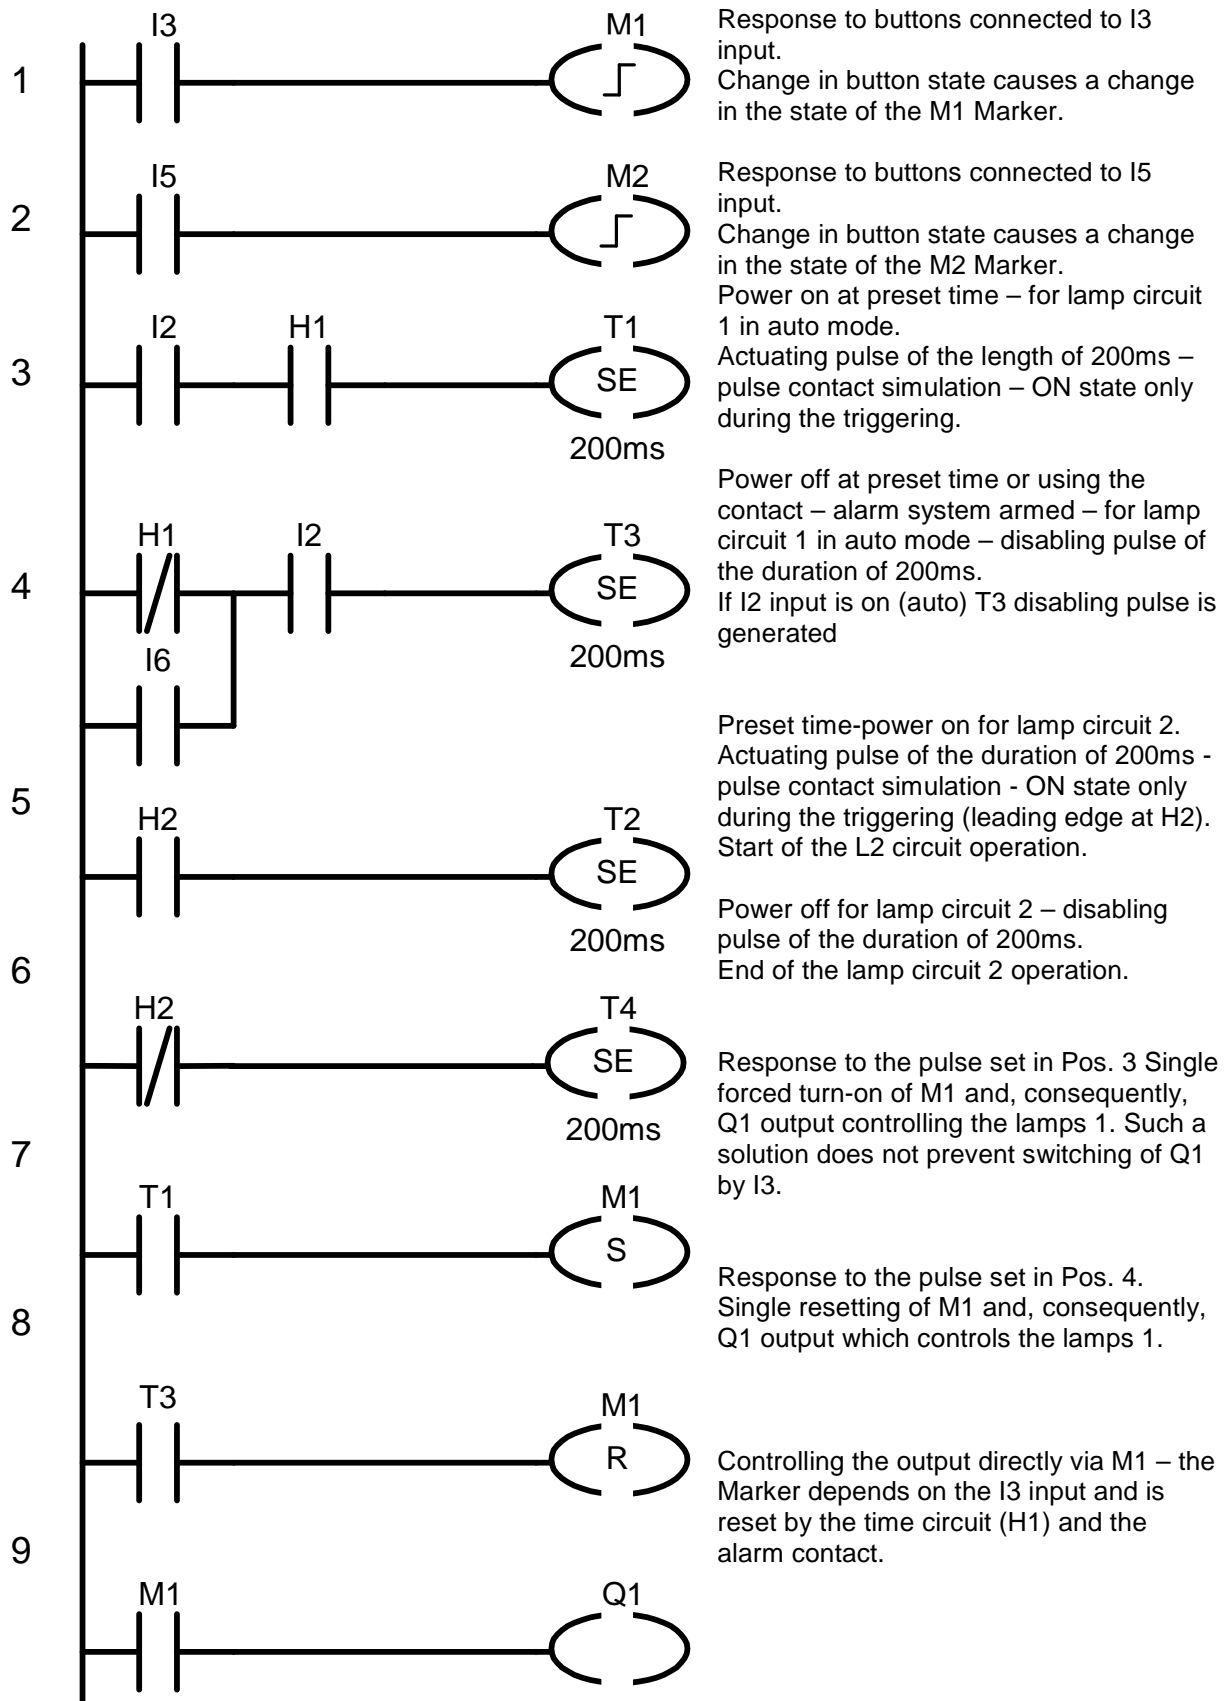 I3
M1
Response to buttons connected to I3
input.
1
Change in button state causes a change
in the state of the M1 Marker.
I5
M2
Response to buttons connected to I5
input.
2
Change in button state causes a change
in the state of the M2 Marker.
Power on at preset time – for lamp circuit
1 in auto mode.
I2
H1
T1
3
SE
200ms
Actuating pulse of the length of 200ms –
pulse contact simulation – ON state only
during the triggering.
Power off at preset time or using the
contact – alarm system armed – for lamp
circuit 1 in auto mode – disabling pulse of
the duration of 200ms.
If I2 input is on (auto) T3 disabling pulse is
generated
H1
I2
T3
4
SE
200ms
I6
Preset time-power on for lamp circuit 2.
Actuating pulse of the duration of 200ms -
pulse contact simulation - ON state only
during the triggering (leading edge at H2).
Start of the L2 circuit operation.
5
H2
T2
SE
200ms
Power off for lamp circuit 2 – disabling
pulse of the duration of 200ms.
End of the lamp circuit 2 operation.
6
H2
T4
SE
200ms
Response to the pulse set in Pos. 3 Single
forced turn-on of M1 and, consequently,
Q1 output controlling the lamps 1. Such a
solution does not prevent switching of Q1
by I3.
7
T1
M1
S
Response to the pulse set in Pos. 4.
Single resetting of M1 and, consequently,
Q1 output which controls the lamps 1.
8
T3
M1
R
Controlling the output directly via M1 – the
Marker depends on the I3 input and is
reset by the time circuit (H1) and the
alarm contact.
9
M1
Q1